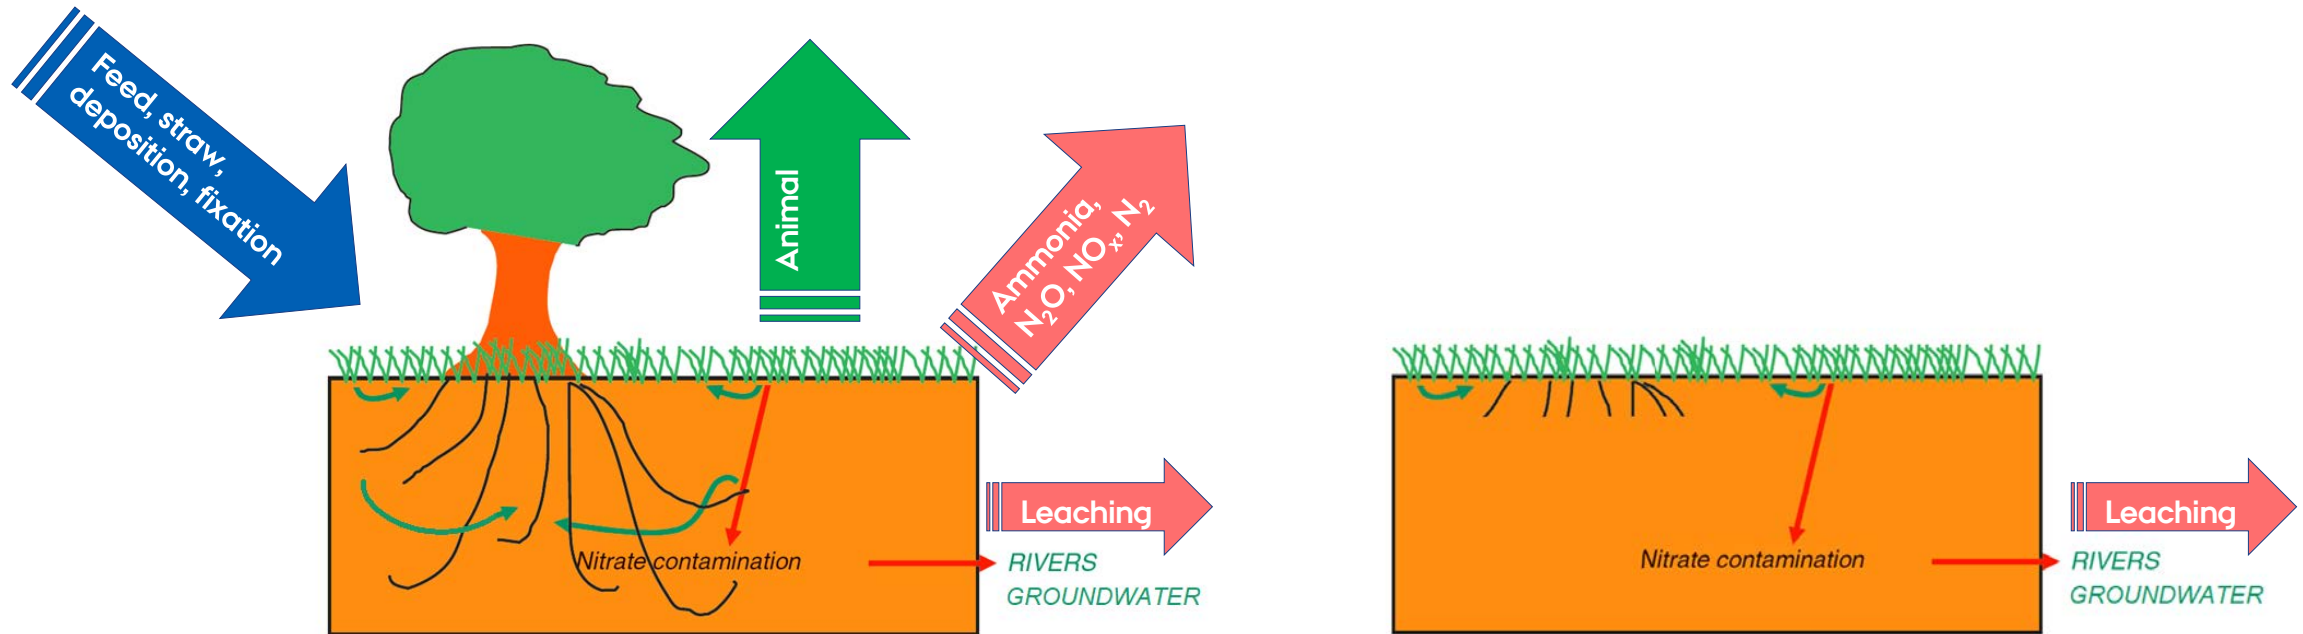 Feed, straw,
deposition, fixation
Animal
Ammonia,
N₂O, NOₓ, N₂
Leaching
Nitrate contamination
RIVERS
GROUNDWATER
Leaching
Nitrate contamination
RIVERS
GROUNDWATER